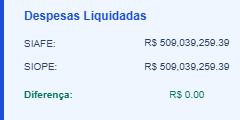 Despesas Liquidadas
SIAFE: R$ 509,039,259.39
SIOPE: R$ 509,039,259.39
Diferença: R$ 0.00